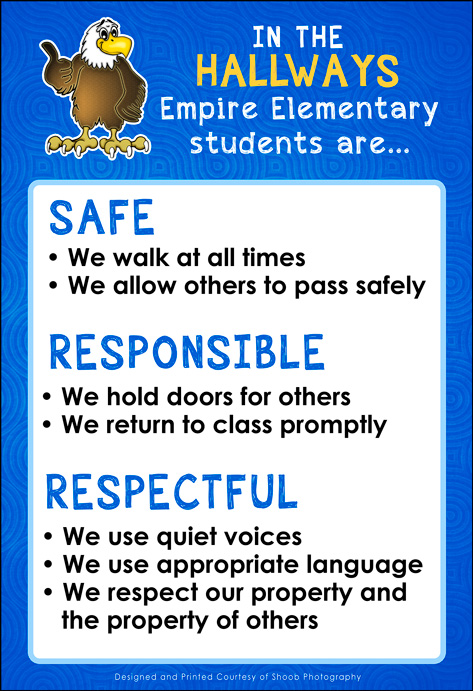 IN THE
HALLWAYS
Empire Elementary
students are...
SAFE
• We walk at all times
• We allow others to pass safely
RESPONSIBLE
• We hold doors for others
• We return to class promptly
RESPECTFUL
• We use quiet voices
• We use appropriate language
• We respect our property and
the property of others
Designed and Printed Courtesy of Shoob Photography